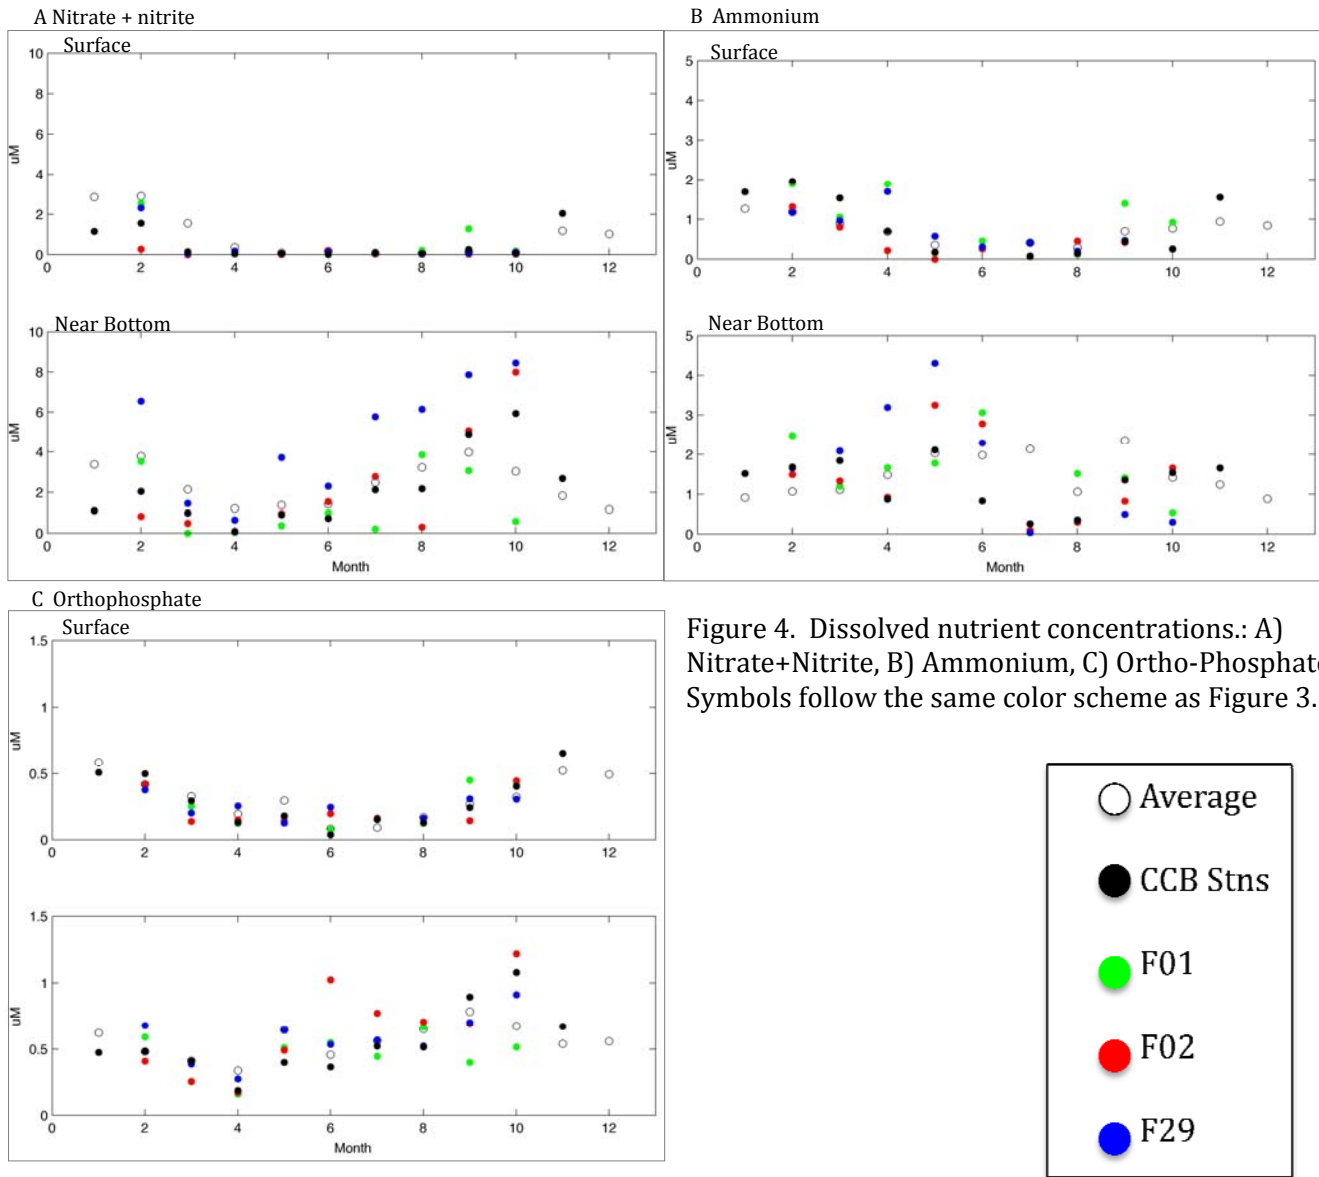 A Nitrate + nitrite
Surface
10
8
6
4
2
0
uM
0 2 4 6 8 10 12
Near Bottom
10
8
6
4
2
0
uM
0 2 4 6 8 10 12
Month
B Ammonium
Surface
5
4
3
2
1
0
uM
0 2 4 6 8 10 12
Near Bottom
5
4
3
2
1
0
uM
0 2 4 6 8 10 12
Month
C Orthophosphate
Surface
1.5
1
0.5
0
uM
0 2 4 6 8 10 12
1.5
1
0.5
0
uM
0 2 4 6 8 10 12
Month
Figure 4. Dissolved nutrient concentrations.: A)
Nitrate+Nitrite, B) Ammonium, C) Ortho-Phosphate
Symbols follow the same color scheme as Figure 3.
Average
CCB Stns
F01
F02
F29